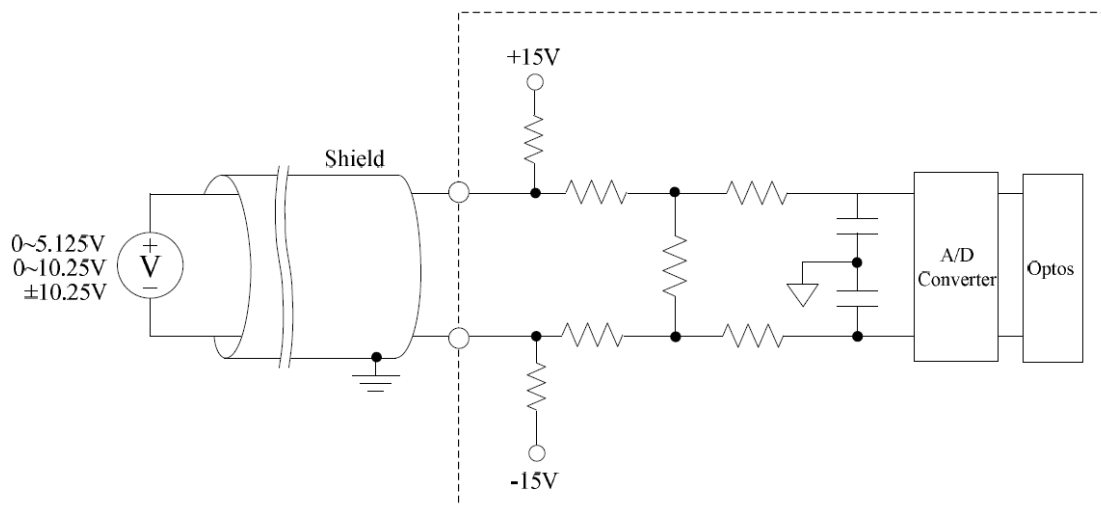 +15V
Shield
0~5.125V
0~10.25V
±10.25V
+
V
−
A/D
Converter
Optos
-15V